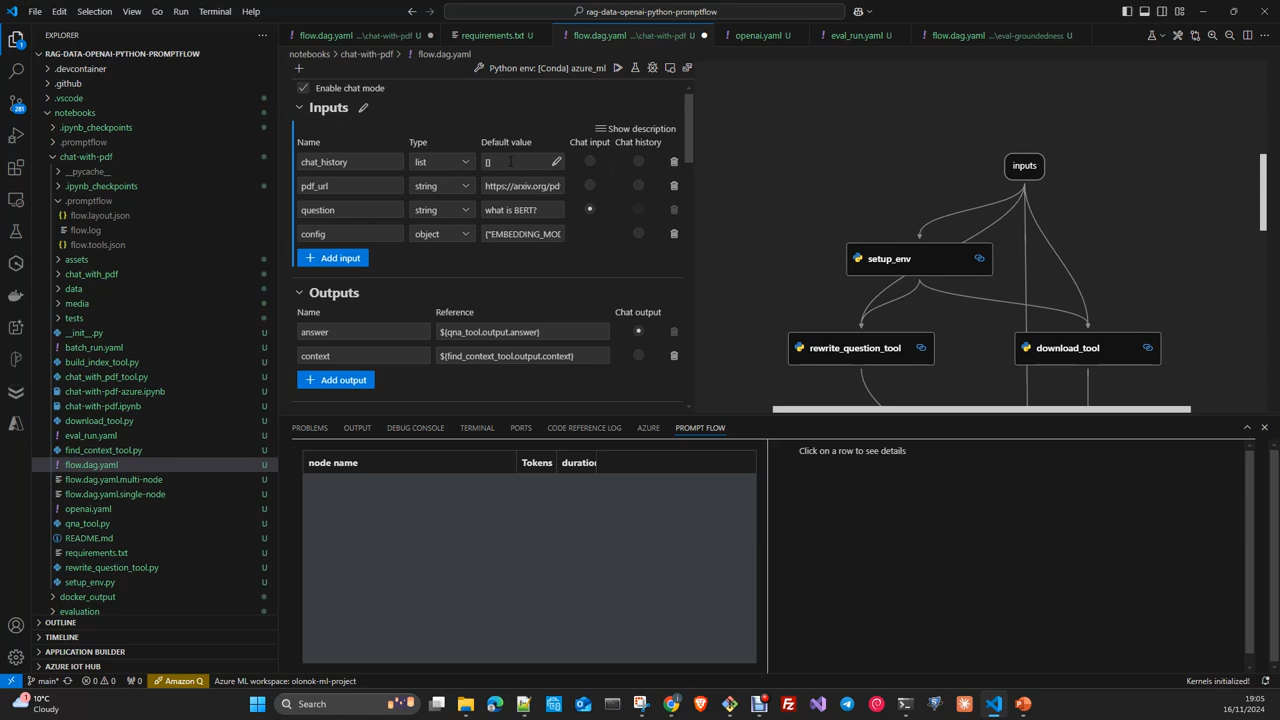 File Edit Selection View Go Run Terminal Help
rag-data-openai-python-promptflow
EXPLORER
flow.dag.yaml ...\chat-with-pdf U
requirements.txt U
flow.dag.yaml ...\chat-with-pdf U
openai.yaml U
eval_run.yaml U
flow.dag.yaml ...\eval-groundedness U
RAG-DATA-OPENAI-PYTHON-PROMPTFLOW
.devcontainer
.github
.vscode
notebooks
.ipynb_checkpoints
.promptflow
chat-with-pdf
__pycache__
.ipynb_checkpoints
.promptflow
flow.layout.json
flow.log
flow.tools.json
assets
chat_with_pdf
data
media
tests
__init__.py U
batch_run.yaml U
build_index_tool.py U
chat_with_pdf_tool.py U
chat-with-pdf-azure.ipynb U
chat-with-pdf.ipynb U
download_tool.py U
eval_run.yaml U
find_context_tool.py U
flow.dag.yaml U
flow.dag.yaml.multi-node U
flow.dag.yaml.single-node U
openai.yaml U
qna_tool.py U
README.md U
requirements.txt U
rewrite_question_tool.py U
setup_env.py U
docker_output U
evaluation
OUTLINE
TIMELINE
APPLICATION BUILDER
AZURE IOT HUB
281
notebooks > chat-with-pdf > ! flow.dag.yaml
Python env: [Conda] azure_ml
Enable chat mode
Inputs
Show description
Name Type Default value Chat input Chat history
chat_history list []
pdf_url string https://arxiv.org/pd
question string what is BERT?
config object {"EMBEDDING_MOD
+ Add input
Outputs
Name Reference Chat output
answer ${qna_tool.output.answer}
context ${find_context_tool.output.context}
+ Add output
inputs
setup_env
rewrite_question_tool
download_tool
PROBLEMS OUTPUT DEBUG CONSOLE TERMINAL PORTS CODE REFERENCE LOG AZURE PROMPT FLOW
node name Tokens duration
Click on a row to see details
main* 0 0 0 Amazon Q Azure ML workspace: olonok-ml-project
Kernels initialized!
1
10°C
Cloudy
Search
19:05
16/11/2024